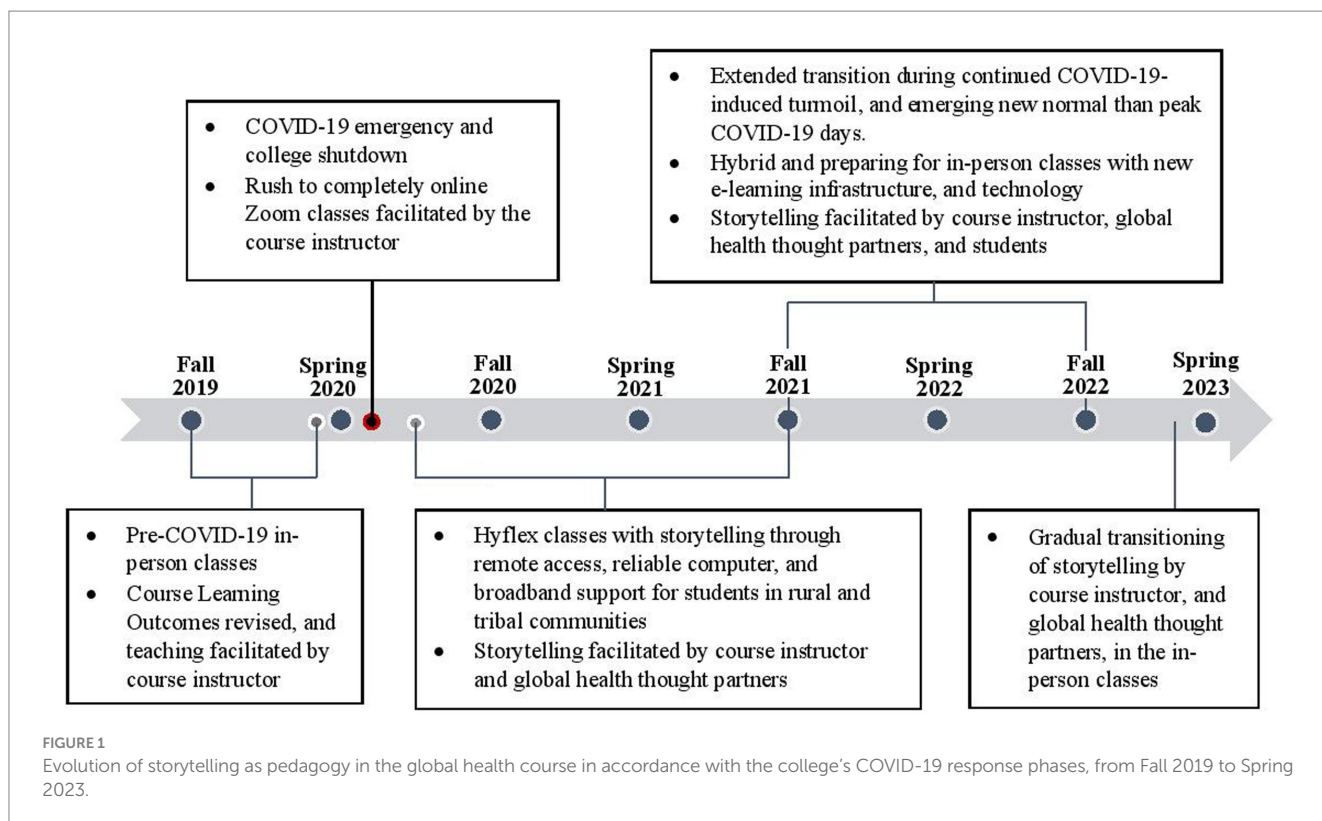 • COVID-19 emergency and
college shutdown
• Rush to completely online
Zoom classes facilitated by the
course instructor
• Extended transition during continued COVID-19-
induced turmoil, and emerging new normal than peak
COVID-19 days.
• Hybrid and preparing for in-person classes with new
e-learning infrastructure, and technology
• Storytelling facilitated by course instructor, global
health thought partners, and students
Fall
2019
Spring
2020
Fall
2020
Spring
2021
Fall
2021
Spring
2022
Fall
2022
Spring
2023
• Pre-COVID-19 in-
person classes
• Course Learning
Outcomes revised, and
teaching facilitated by
course instructor
• Hyflex classes with storytelling through
remote access, reliable computer, and
broadband support for students in rural and
tribal communities
• Storytelling facilitated by course instructor
and global health thought partners
• Gradual transitioning
of storytelling by
course instructor, and
global health thought
partners, in the in-
person classes
FIGURE 1
Evolution of storytelling as pedagogy in the global health course in accordance with the college's COVID-19 response phases, from Fall 2019 to Spring
2023.